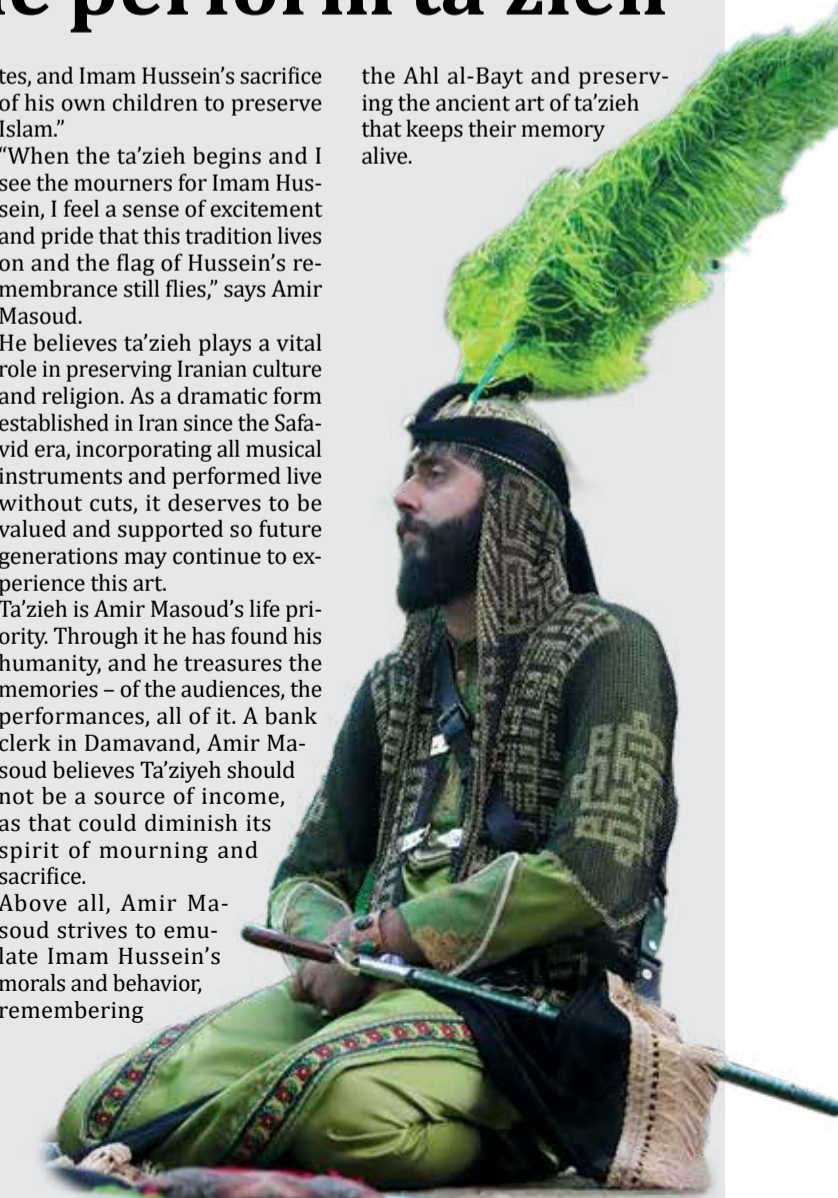 perform ta'zieh
tes, and Imam Hussein’s sacrifice
of his own children to preserve
Islam.”
“When the ta’zieh begins and I
see the mourners for Imam Hus-
sein, I feel a sense of excitement
and pride that this tradition lives
on and the flag of Hussein’s re-
membrance still flies,” says Amir
Masoud.
He believes ta’zieh plays a vital
role in preserving Iranian culture
and religion. As a dramatic form
established in Iran since the Safa-
vid era, incorporating all musical
instruments and performed live
without cuts, it deserves to be
valued and supported so future
generations may continue to ex-
perience this art.
Ta’zieh is Amir Masoud’s life pri-
ority. Through it he has found his
humanity, and he treasures the
memories – of the audiences, the
performances, all of it. A bank
clerk in Damavand, Amir Ma-
soud believes Ta’ziyeh should
not be a source of income,
as that could diminish its
spirit of mourning and
sacrifice.
Above all, Amir Ma-
soud strives to emu-
late Imam Hussein’s
morals and behavior,
remembering
the Ahl al-Bayt and preserv-
ing the ancient art of ta’zieh
that keeps their memory
alive.